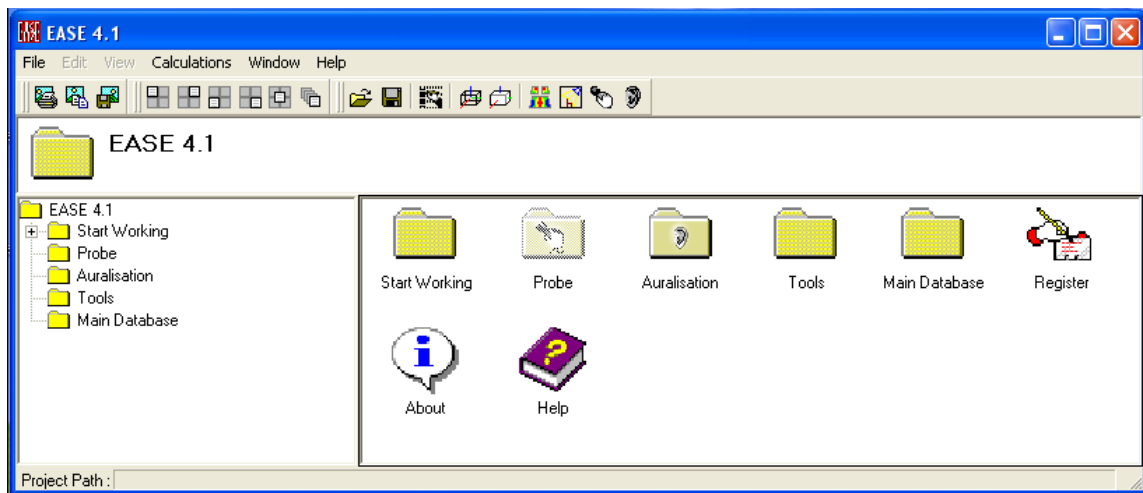 EASE EASE 4.1
File Edit View Calculations Window Help
EASE 4.1
EASE 4.1
Start Working
Probe
Auralisation
Tools
Main Database
Start Working Probe Auralisation Tools Main Database Register
About Help
Project Path :